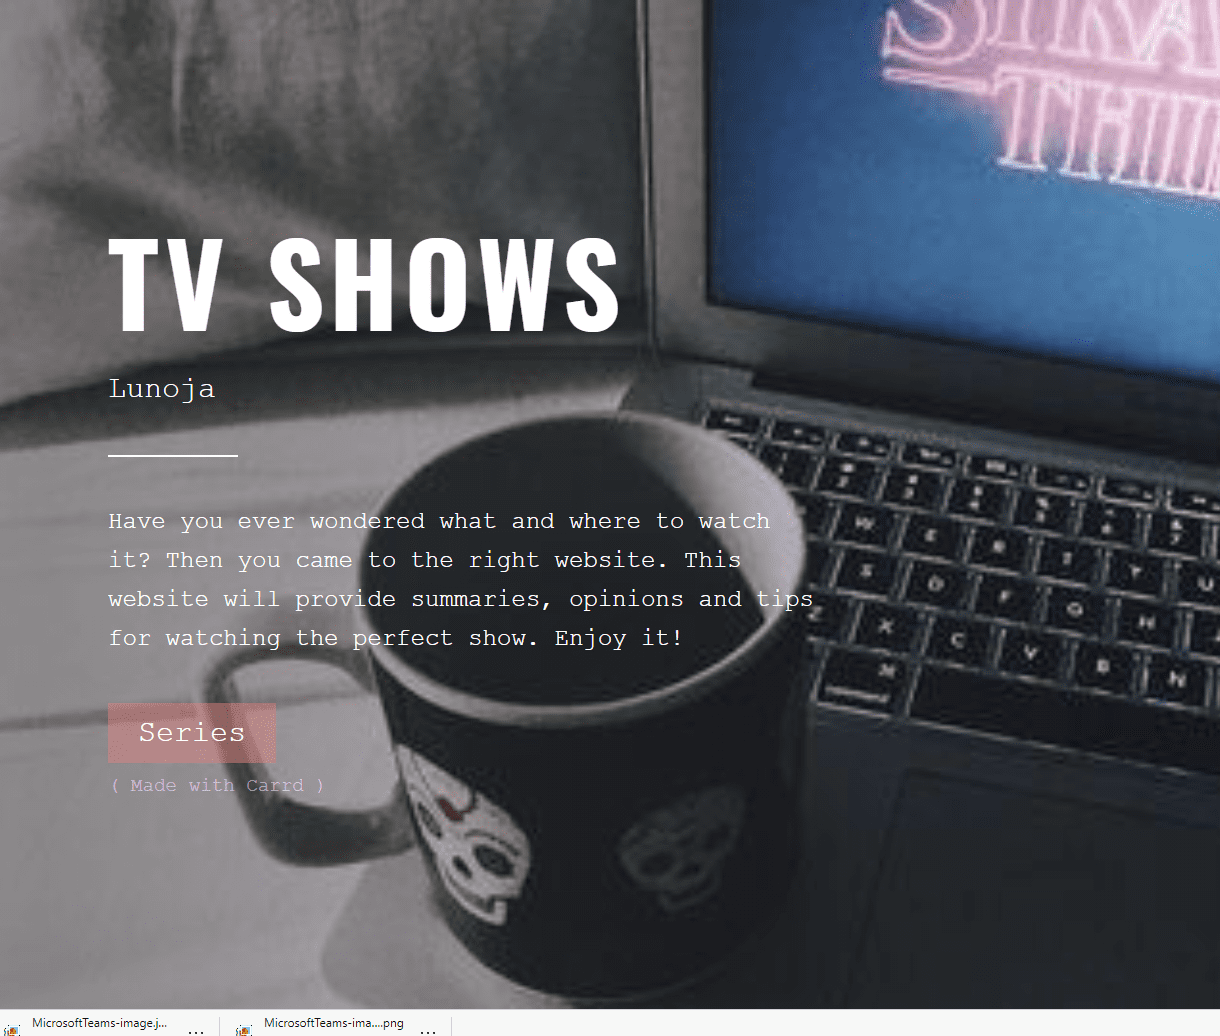 STRA
THIN
TV SHOWS
Lunoja
Have you ever wondered what and where to watch
it? Then you came to the right website. This
website will provide summaries, opinions and tips
for watching the perfect show. Enjoy it!
Series
( Made with Carrd )
MicrosoftTeams-image.j...
MicrosoftTeams-ima....png